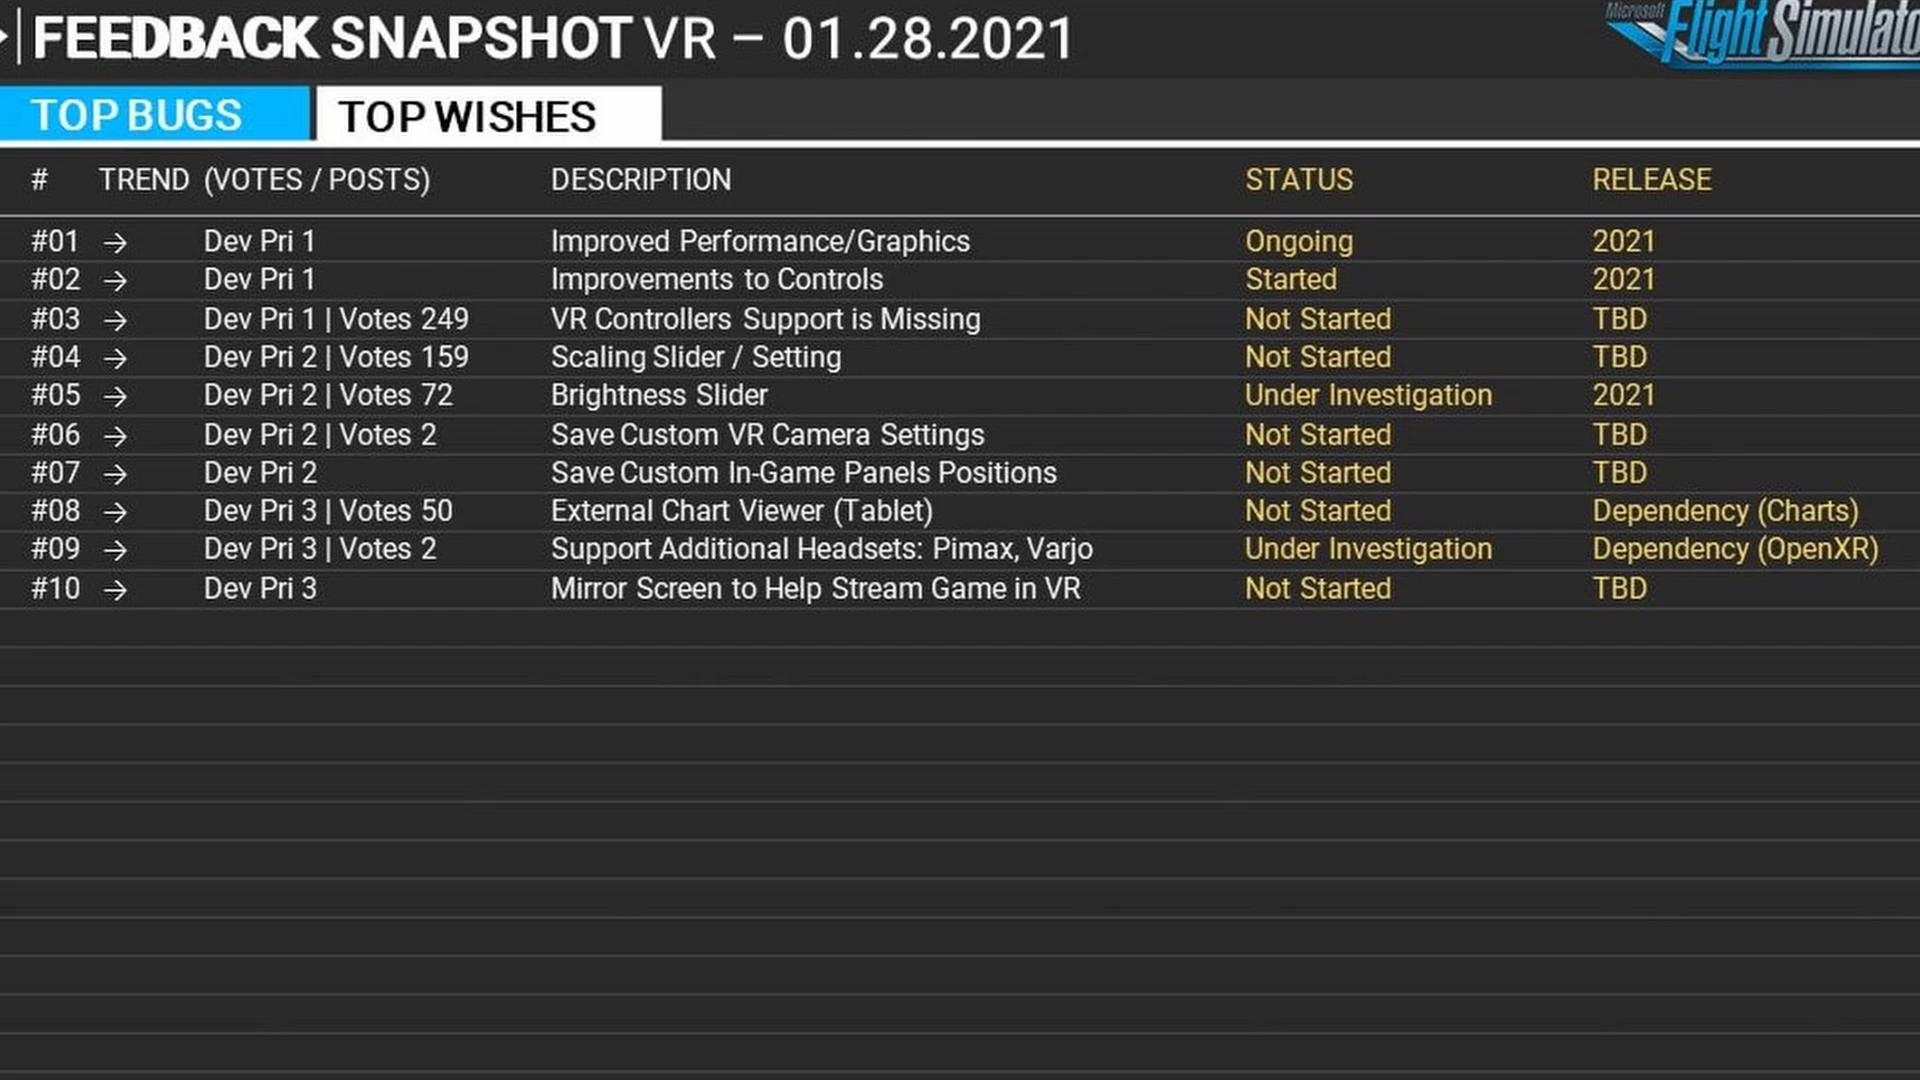 FEEDBACK SNAPSHOT VR – 01.28.2021
Microsoft Flight Simulato
TOP BUGS TOP WISHES
# TREND (VOTES / POSTS) DESCRIPTION STATUS RELEASE
#01 → Dev Pri 1 Improved Performance/Graphics Ongoing 2021
#02 → Dev Pri 1 Improvements to Controls Started 2021
#03 → Dev Pri 1 | Votes 249 VR Controllers Support is Missing Not Started TBD
#04 → Dev Pri 2 | Votes 159 Scaling Slider / Setting Not Started TBD
#05 → Dev Pri 2 | Votes 72 Brightness Slider Under Investigation 2021
#06 → Dev Pri 2 | Votes 2 Save Custom VR Camera Settings Not Started TBD
#07 → Dev Pri 2 Save Custom In-Game Panels Positions Not Started TBD
#08 → Dev Pri 3 | Votes 50 External Chart Viewer (Tablet) Not Started Dependency (Charts)
#09 → Dev Pri 3 | Votes 2 Support Additional Headsets: Pimax, Varjo Under Investigation Dependency (OpenXR)
#10 → Dev Pri 3 Mirror Screen to Help Stream Game in VR Not Started TBD